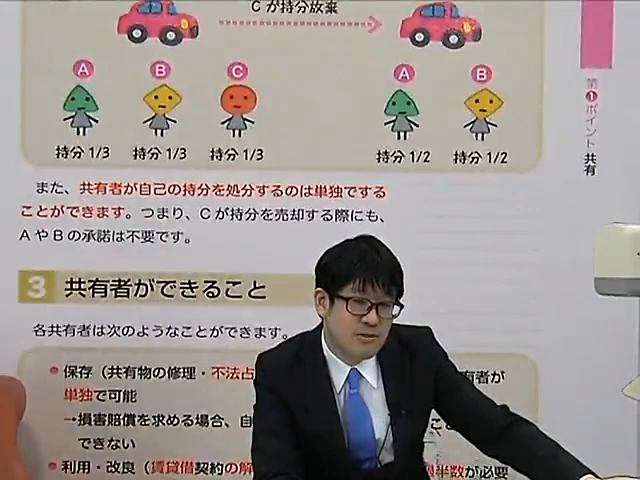 Cが持分放棄
A
B
C
A
B
持分 1/3
持分 1/3
持分 1/3
持分 1/2
持分 1/2
第❶ポイント 共有
また、共有者が自己の持分を処分するのは単独でする
ことができます。つまり、Cが持分を売却する際にも、
AやBの承諾は不要です。
3 共有者ができること
各共有者は次のようなことができます。
・保存（共有物の修理・不法占
有者が
単独で可能
→損害賠償を求める場合、自
できない
・利用・改良（賃貸借契約の解
過半数が必要